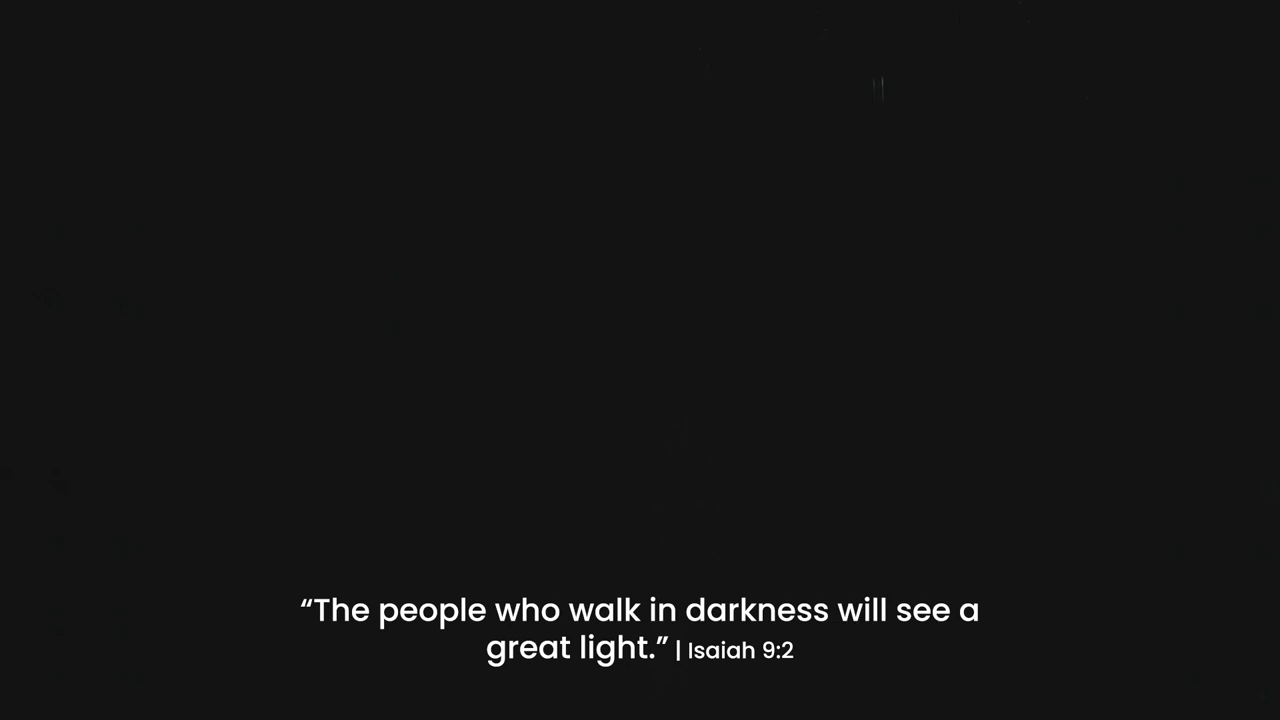 “The people who walk in darkness will see a
great light.” | Isaiah 9:2